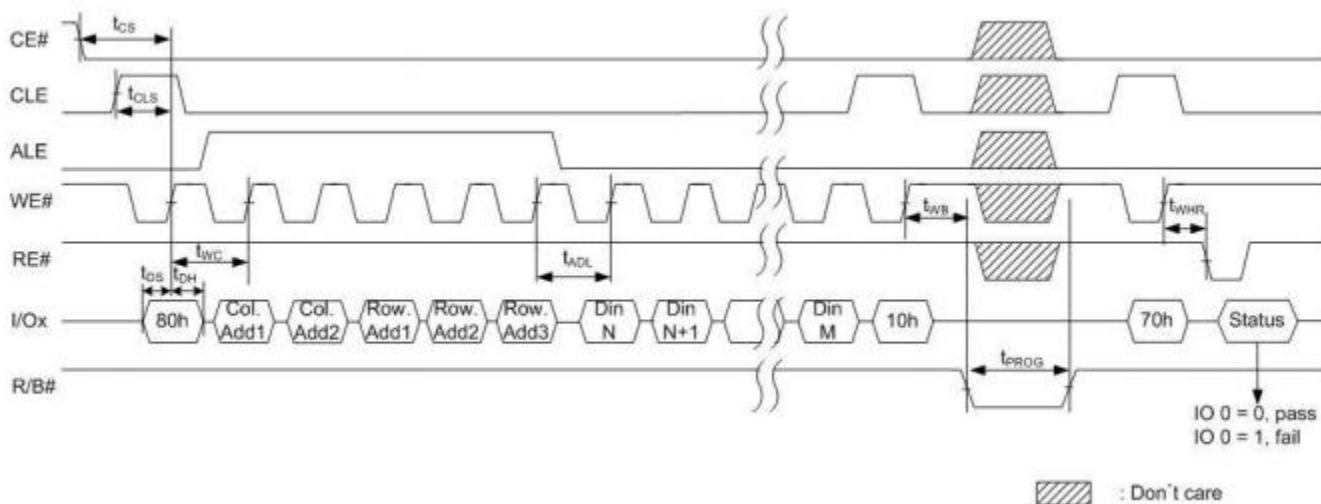 CE#
tCS
CLE
tCLS
ALE
WE#
tWB
tWHR
RE#
tDS
tDH
tWC
tADL
I/Ox
80h
Col. Add1
Col. Add2
Row. Add1
Row. Add2
Row. Add3
Din N
Din N+1
Din M
10h
70h
Status
R/B#
tPROG
IO 0 = 0, pass
IO 0 = 1, fail
: Don´t care